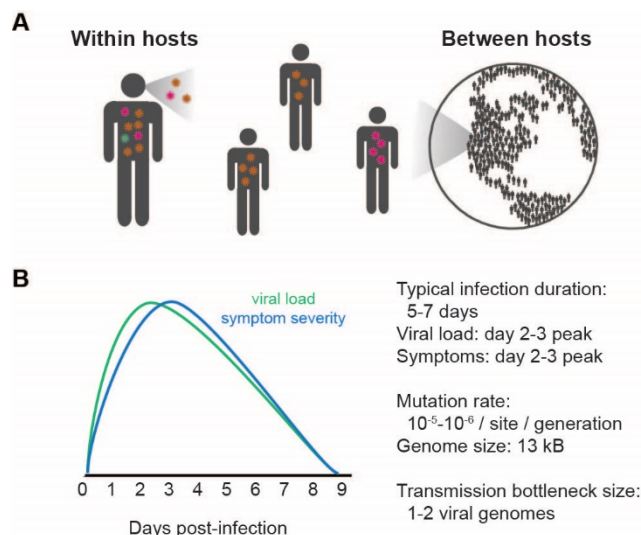 A
Within hosts
Between hosts
B
viral load
symptom severity
0 1 2 3 4 5 6 7 8 9
Days post-infection
Typical infection duration:
5-7 days
Viral load: day 2-3 peak
Symptoms: day 2-3 peak
Mutation rate:
10⁻⁵-10⁻⁶ / site / generation
Genome size: 13 kB
Transmission bottleneck size:
1-2 viral genomes